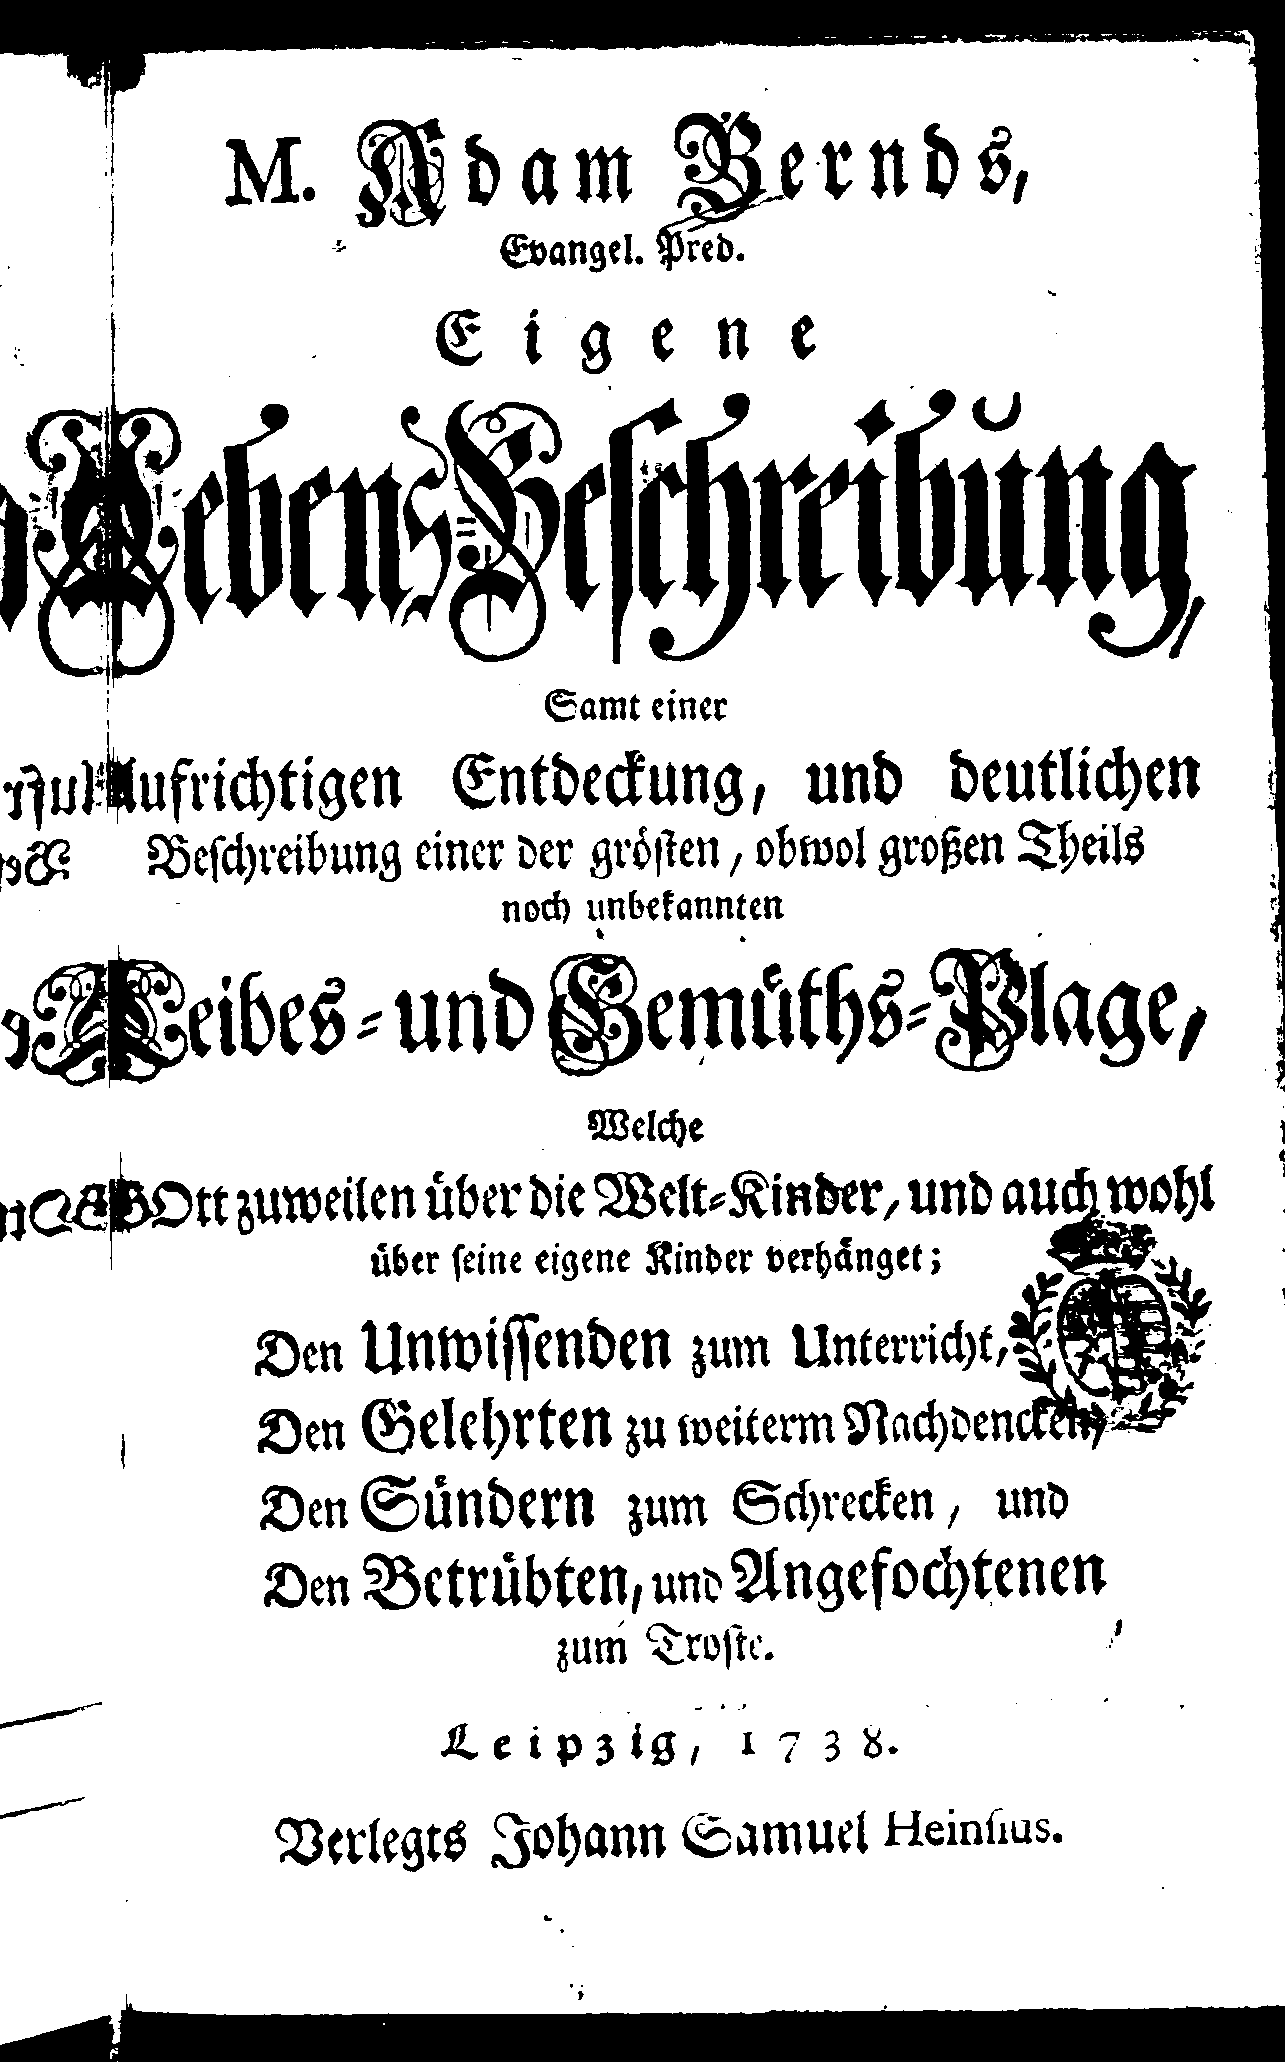 M. Adam Bernds,
Evangel. Pred.
Eigene
Lebens-Beschreibung,
Samt einer
Aufrichtigen Entdeckung, und deutlichen
Beschreibung einer der grösten, obwol großen Theils
noch unbekannten
Leibes- und Gemüths-Plage,
Welche
GOtt zuweilen über die Welt-Kinder, und auch wohl
über seine eigene Kinder verhänget;
Den Unwissenden zum Unterricht,
Den Gelehrten zu weiterm Nachdencken,
Den Sündern zum Schrecken, und
Den Betrübten, und Angefochtenen
zum Troste.
Leipzig, 1738.
Verlegts Johann Samuel Heinsius.